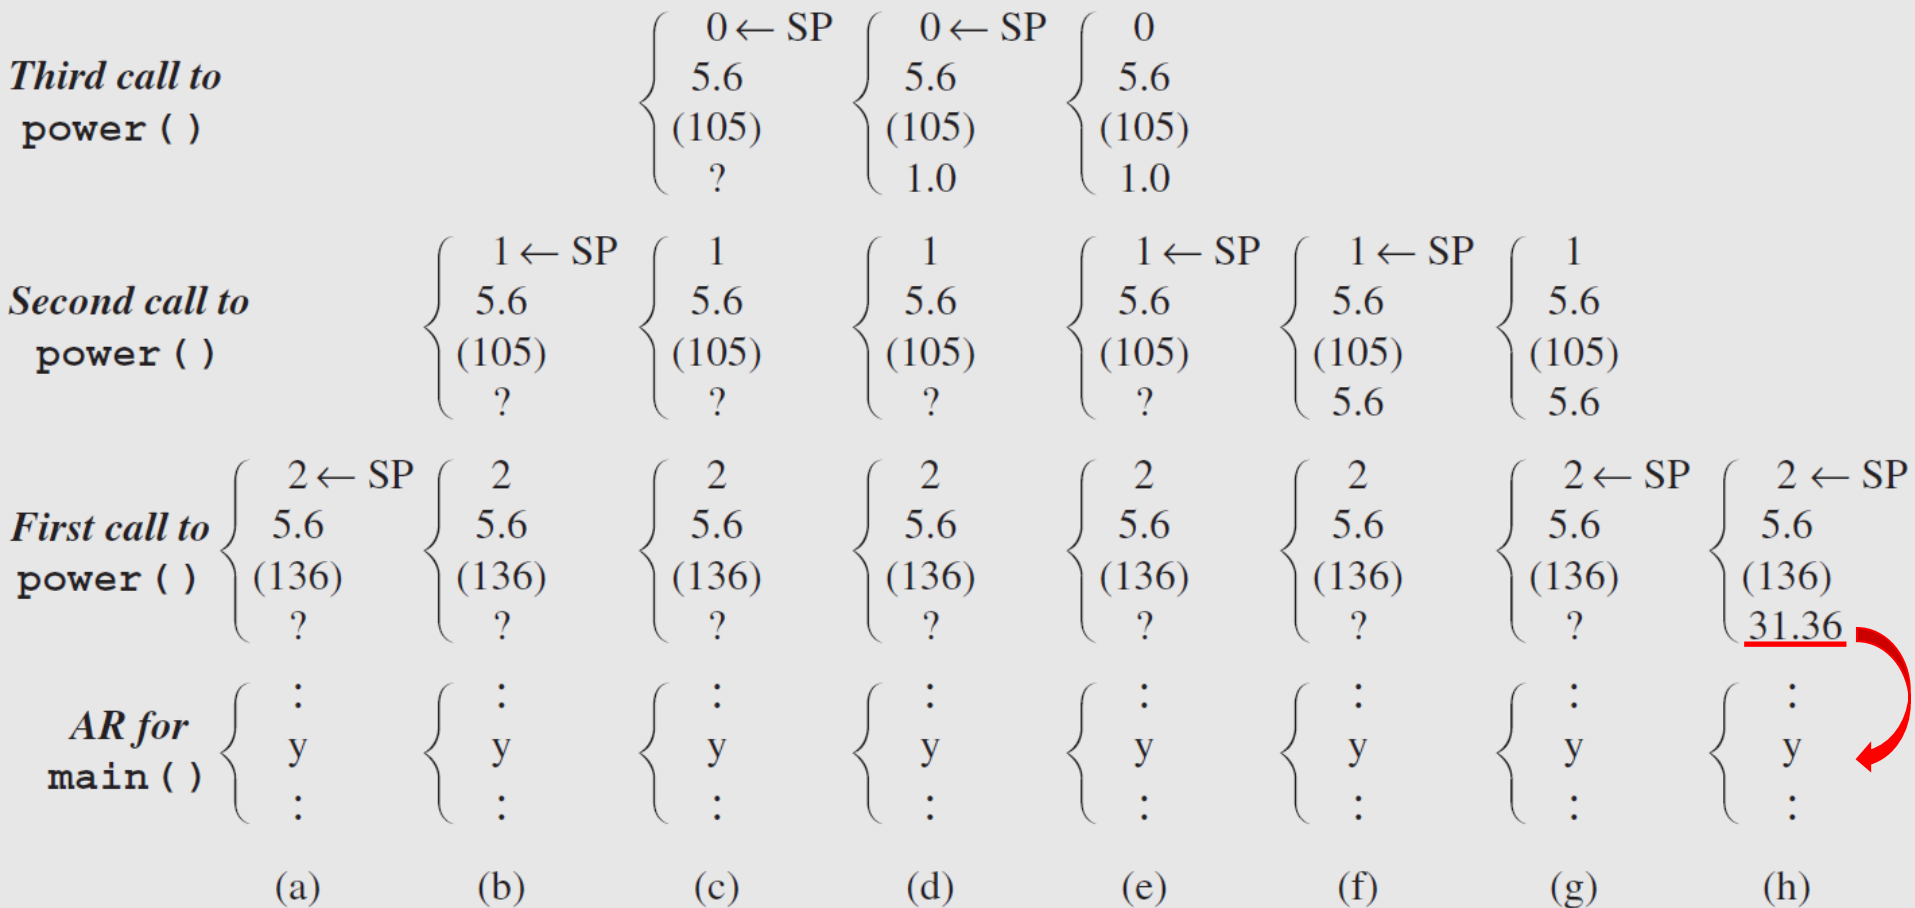 0 ← SP 0 ← SP 0
Third call to 5.6 5.6 5.6
power() (105) (105) (105)
? 1.0 1.0
1 ← SP 1 1 1 ← SP 1 ← SP 1
Second call to 5.6 5.6 5.6 5.6 5.6 5.6
power() (105) (105) (105) (105) (105) (105)
? ? ? ? 5.6 5.6
2 ← SP 2 2 2 2 2 2 ← SP 2 ← SP
First call to 5.6 5.6 5.6 5.6 5.6 5.6 5.6 5.6
power() (136) (136) (136) (136) (136) (136) (136) (136)
? ? ? ? ? ? ? 31.36
: : : : : : : :
AR for y y y y y y y y
main() : : : : : : : :
(a) (b) (c) (d) (e) (f) (g) (h)